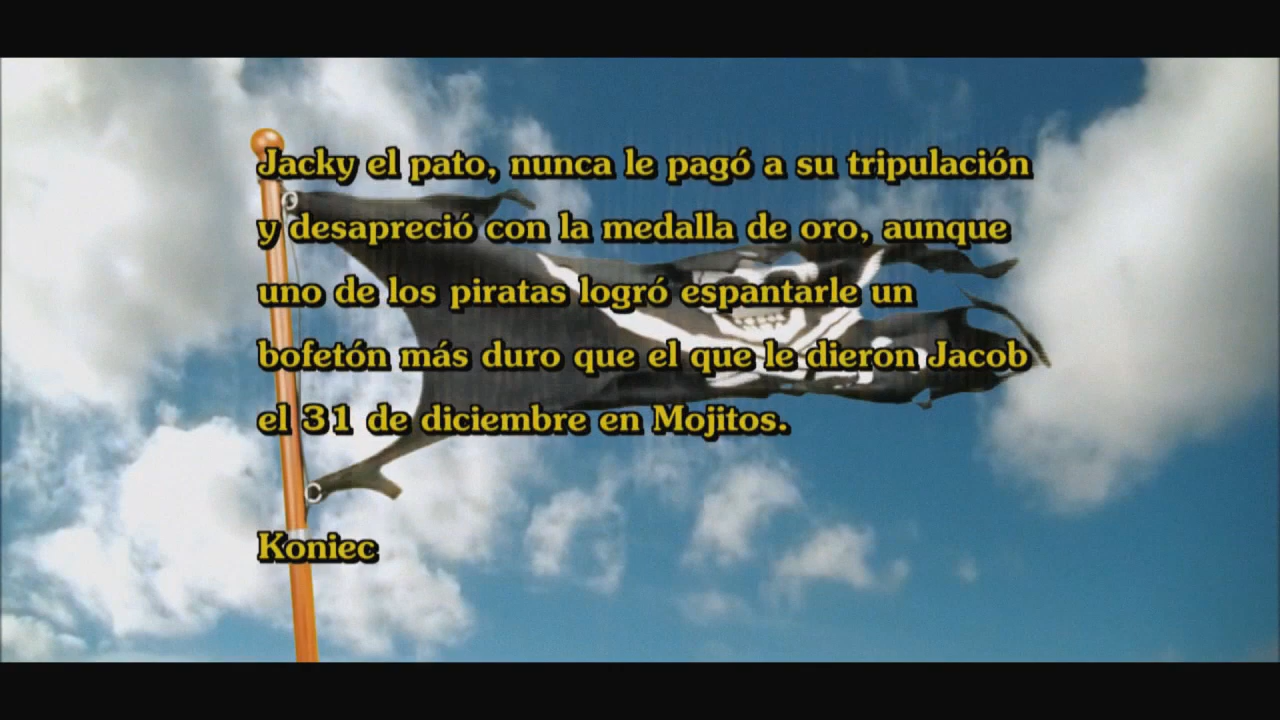 Jacky el pato, nunca le pagó a su tripulación
y desapreció con la medalla de oro, aunque
uno de los piratas logró espantarle un
bofetón más duro que el que le dieron Jacob
el 31 de diciembre en Mojitos.
Koniec